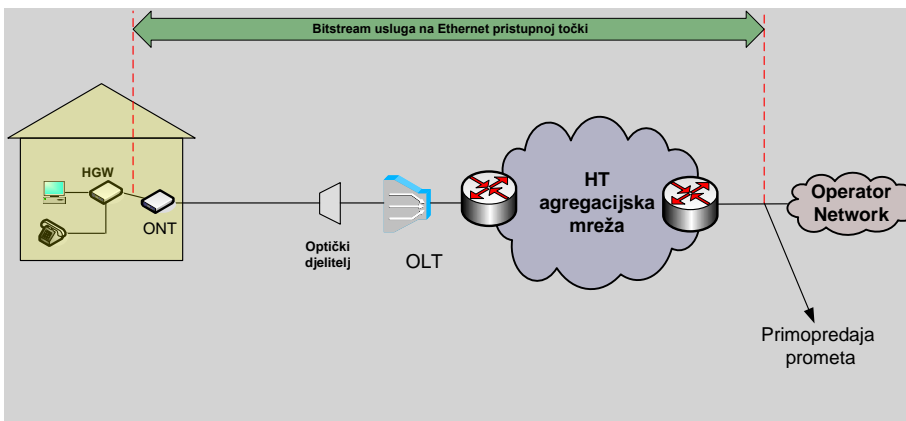 Bitstream usluga na Ethernet pristupnoj točki
HGW
ONT
Optički
djelitelj
OLT
HT
agregacijska
mreža
Operator
Network
Primopredaja
prometa